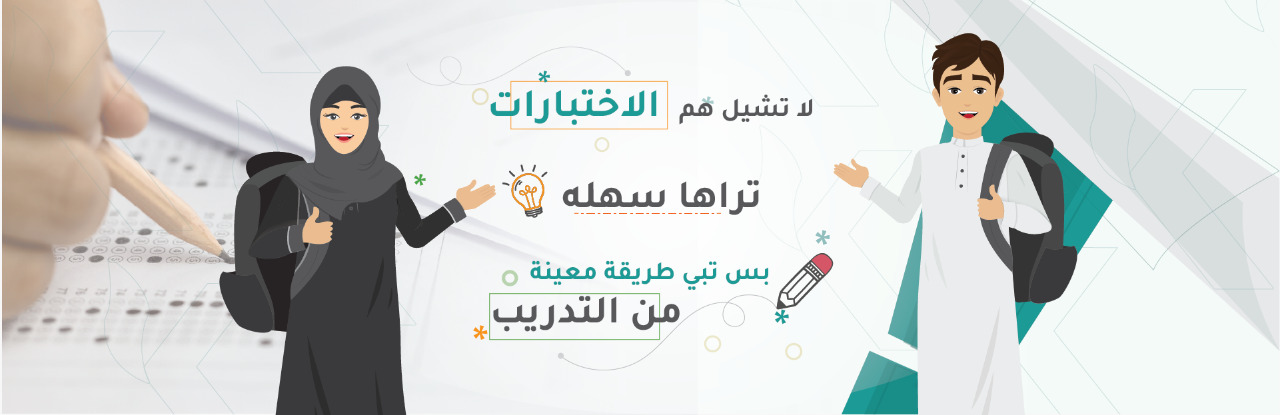 لا تشيل هم الاختبارات
تراها سهله
بس تبي طريقة معينة
من التدريب